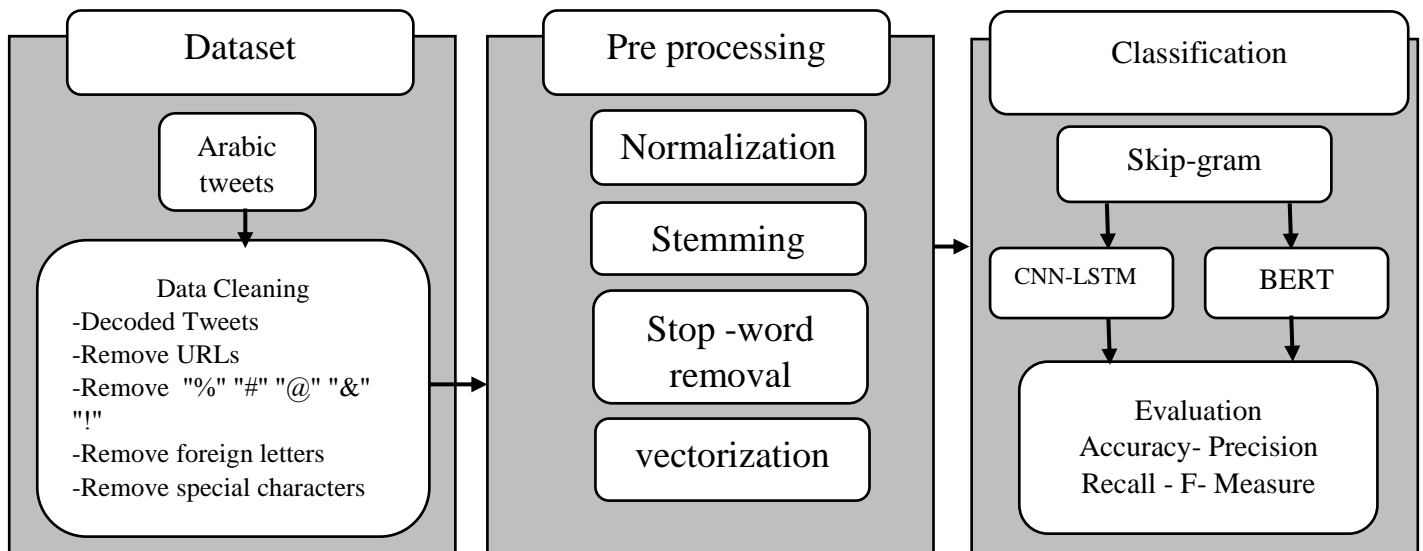 Dataset
Arabic
tweets
Data Cleaning
-Decoded Tweets
-Remove URLs
-Remove "%" "#" "@" "&"
"!"
-Remove foreign letters
-Remove special characters
Pre processing
Normalization
Stemming
Stop -word
removal
vectorization
Classification
Skip-gram
CNN-LSTM
BERT
Evaluation
Accuracy- Precision
Recall - F- Measure